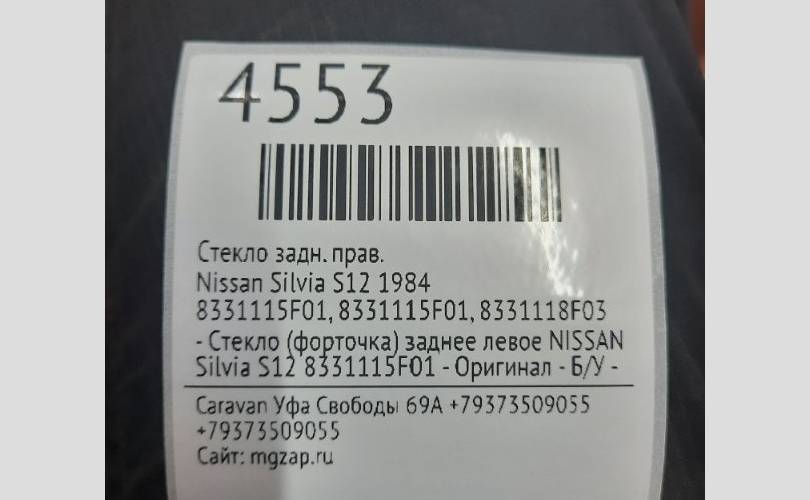 4553
Стекло задн. прав.
Nissan Silvia S12 1984
8331115F01, 8331115F01, 8331118F03
- Стекло (форточка) заднее левое NISSAN
Silvia S12 8331115F01 - Оригинал - Б/У -
Caravan Уфа Свободы 69А +79373509055
+79373509055
Сайт: mgzap.ru